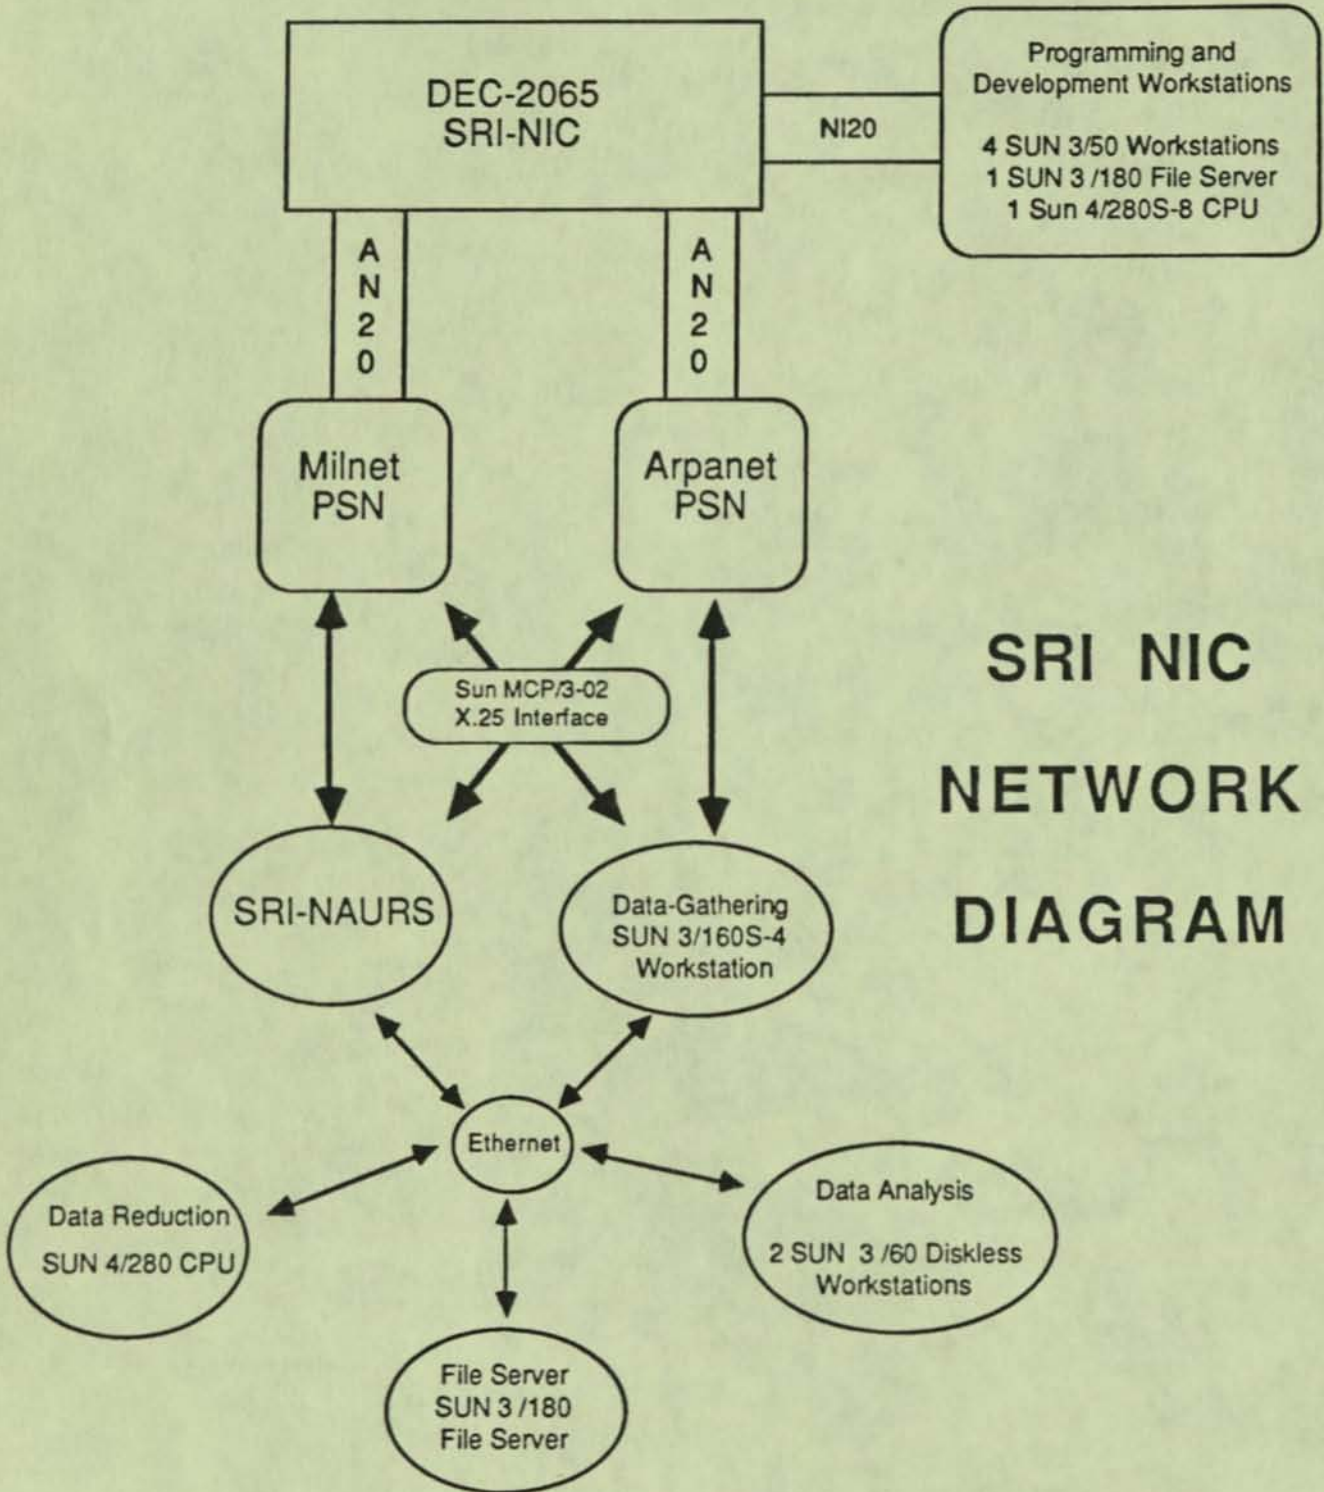 DEC-2065
SRI-NIC
NI20
Programming and
Development Workstations
4 SUN 3/50 Workstations
1 SUN 3 /180 File Server
1 Sun 4/280S-8 CPU
A
N
2
0
A
N
2
0
Milnet
PSN
Arpanet
PSN
Sun MCP/3-02
X.25 Interface
SRI NIC
NETWORK
DIAGRAM
SRI-NAURS
Data-Gathering
SUN 3/160S-4
Workstation
Ethernet
Data Reduction
SUN 4/280 CPU
Data Analysis
2 SUN 3 /60 Diskless
Workstations
File Server
SUN 3 /180
File Server